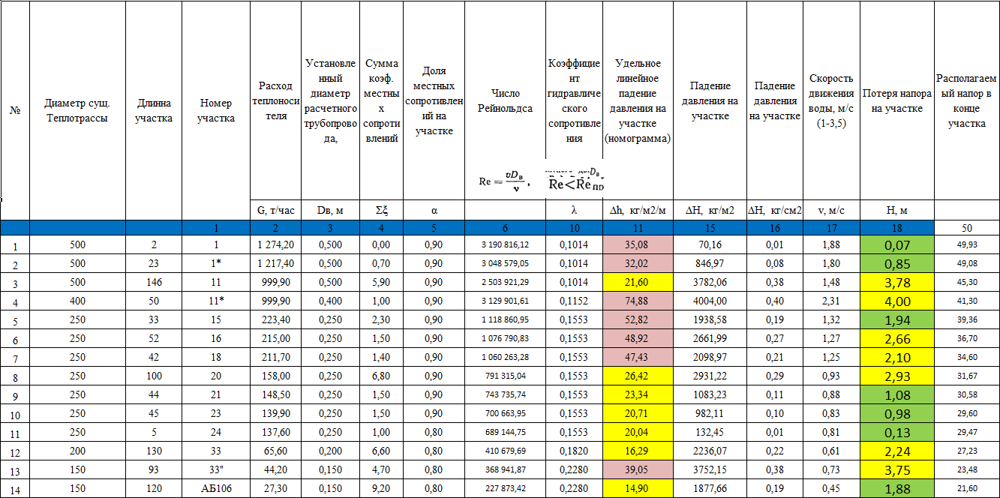 №
Диаметр сущ.
Теплотрассы
Длинна
участка
Номер
участка
Расход
теплоноси
теля
Установле
нный
диаметр
расчетного
трубопрово
да,
Сумма
коэф.
местны
х
сопроти
влений
Доля
местных
сопротивлен
ий на
участке
Число
Рейнольдса
Коэффицие
нт
гидравличе
ского
сопротивле
ния
Удельное
линейное
падение
давления на
участке
(номограмма)
Падение
давления на
участке
Падение
давления
на участке
Скорость
движения
воды, м/с
(1-3,5)
Потеря напора
на участке
Располагаем
ый напор в
конце
участка
Re = vDв/ν, Re<Reпр
G, т/час Dв, м Σξ α λ Δh, кг/м2/м ΔH, кг/м2 ΔH, кг/см2 v, м/с H, м
1 2 3 4 5 6 10 11 15 16 17 18 50
1 500 2 1 1 274,20 0,500 0,00 0,90 3 190 816,12 0,1014 35,08 70,16 0,01 1,88 0,07 49,93
2 500 23 1* 1 217,40 0,500 0,70 0,90 3 048 579,05 0,1014 32,02 846,97 0,08 1,80 0,85 49,08
3 500 146 11 999,90 0,500 5,90 0,90 2 503 921,29 0,1014 21,60 3782,06 0,38 1,48 3,78 45,30
4 400 50 11* 999,90 0,400 1,00 0,90 3 129 901,61 0,1152 74,88 4004,00 0,40 2,31 4,00 41,30
5 250 33 15 223,40 0,250 2,30 0,90 1 118 860,95 0,1553 52,82 1938,58 0,19 1,32 1,94 39,36
6 250 52 16 215,00 0,250 1,50 0,90 1 076 790,83 0,1553 48,92 2661,99 0,27 1,27 2,66 36,70
7 250 42 18 211,70 0,250 1,40 0,90 1 060 263,28 0,1553 47,43 2098,97 0,21 1,25 2,10 34,60
8 250 100 20 158,00 0,250 6,80 0,90 791 315,04 0,1553 26,42 2931,22 0,29 0,93 2,93 31,67
9 250 44 21 148,50 0,250 1,50 0,90 743 735,74 0,1553 23,34 1083,23 0,11 0,88 1,08 30,58
10 250 45 23 139,90 0,250 1,50 0,90 700 663,95 0,1553 20,71 982,11 0,10 0,83 0,98 29,60
11 250 5 24 137,60 0,250 1,00 0,80 689 144,75 0,1553 20,04 132,45 0,01 0,81 0,13 29,47
12 200 130 33 65,60 0,200 6,60 0,80 410 679,69 0,1820 16,29 2236,07 0,22 0,61 2,24 27,23
13 150 93 33" 44,20 0,150 4,70 0,80 368 941,87 0,2280 39,05 3752,15 0,38 0,73 3,75 23,48
14 150 120 АБ106 27,30 0,150 9,20 0,80 227 873,42 0,2280 14,90 1877,66 0,19 0,45 1,88 21,60